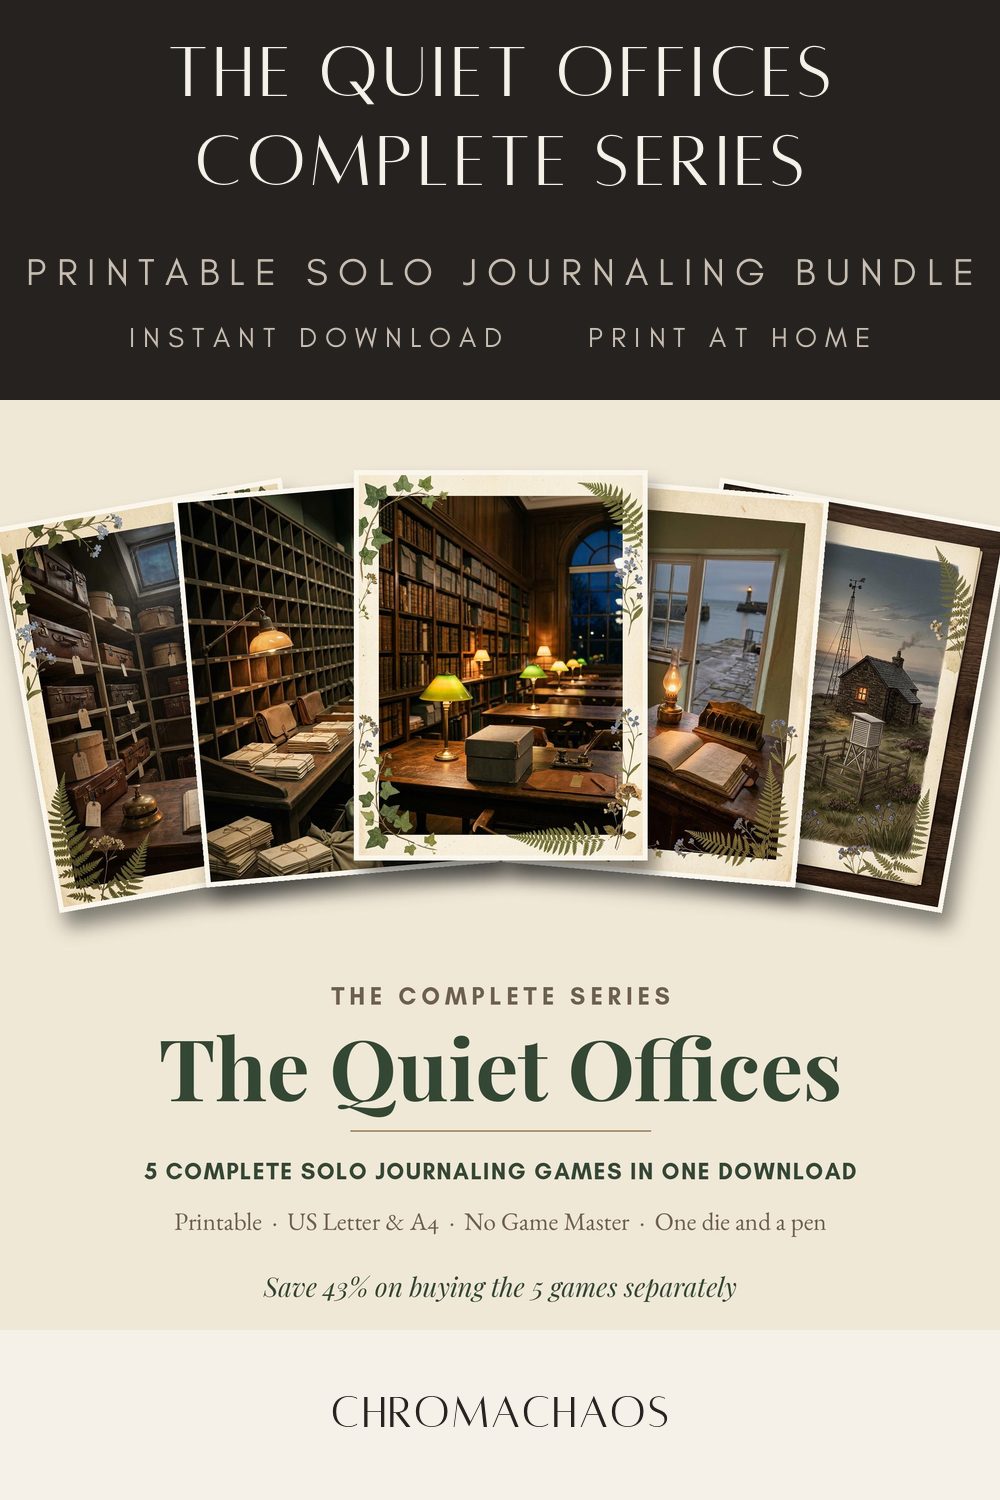 THE QUIET OFFICES
COMPLETE SERIES
PRINTABLE SOLO JOURNALING BUNDLE
INSTANT DOWNLOAD PRINT AT HOME
THE COMPLETE SERIES
The Quiet Offices
5 COMPLETE SOLO JOURNALING GAMES IN ONE DOWNLOAD
Printable · US Letter & A4 · No Game Master · One die and a pen
Save 43% on buying the 5 games separately
CHROMACHAOS